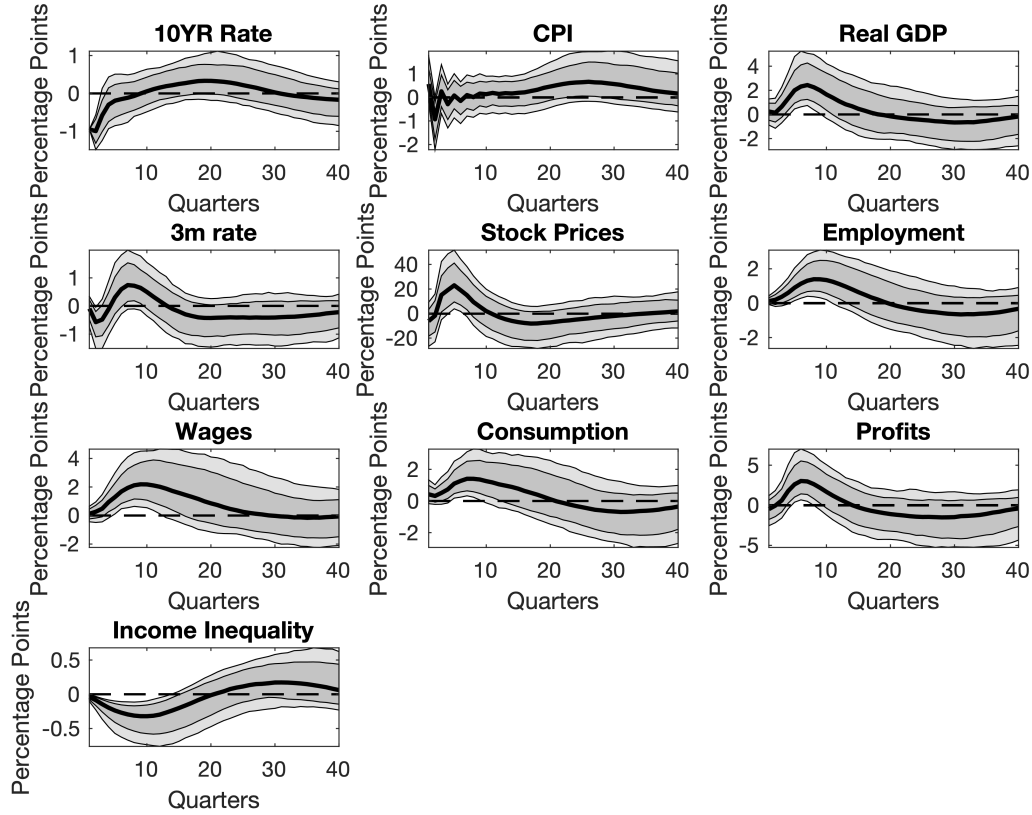 10YR Rate
Percentage Points
1
0
-1
10 20 30 40
Quarters
CPI
Percentage Points
1
0
-1
-2
10 20 30 40
Quarters
Real GDP
Percentage Points
4
2
0
-2
10 20 30 40
Quarters
3m rate
Percentage Points
1
0
-1
10 20 30 40
Quarters
Stock Prices
Percentage Points
40
20
0
-20
10 20 30 40
Quarters
Employment
Percentage Points
2
0
-2
10 20 30 40
Quarters
Wages
Percentage Points
4
2
0
-2
10 20 30 40
Quarters
Consumption
Percentage Points
2
0
-2
10 20 30 40
Quarters
Profits
Percentage Points
5
0
-5
10 20 30 40
Quarters
Income Inequality
Percentage Points
0.5
0
-0.5
10 20 30 40
Quarters